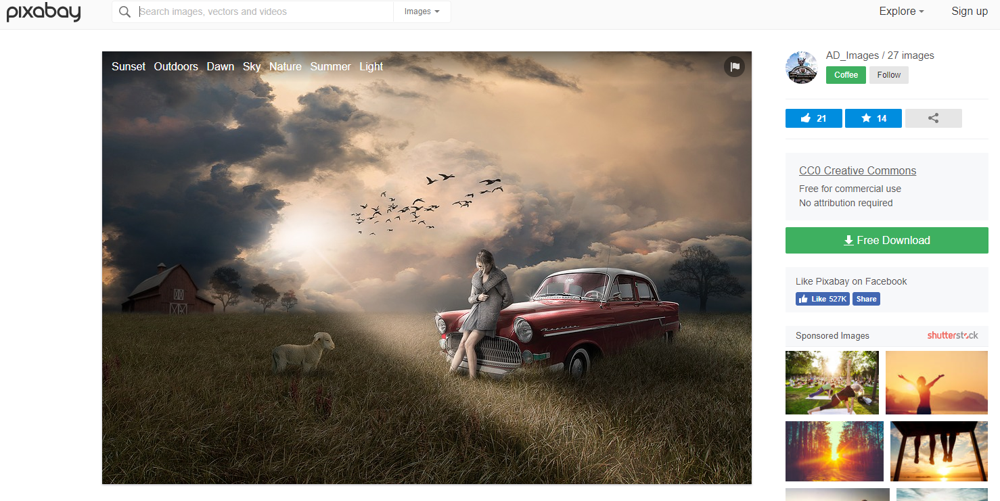 pixabay
Search images, vectors and videos
Images
Explore
Sign up
Sunset Outdoors Dawn Sky Nature Summer Light
AD_Images / 27 images
Coffee
Follow
21
14
CC0 Creative Commons
Free for commercial use
No attribution required
Free Download
Like Pixabay on Facebook
Like 527K
Share
Sponsored Images
shutterstock
Kapitän